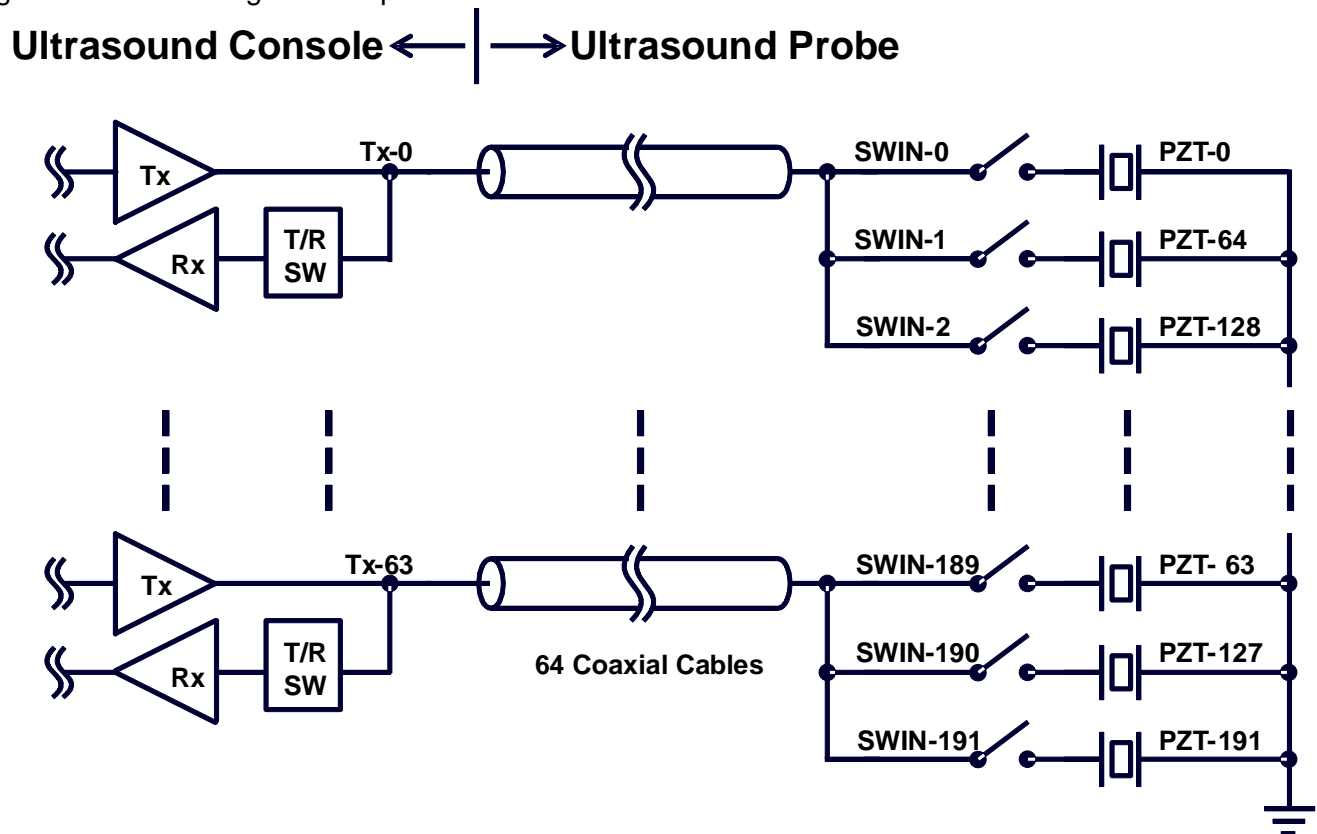 Ultrasound Console
Ultrasound Probe
Tx
Tx-0
Rx
T/R
SW
SWIN-0
PZT-0
SWIN-1
PZT-64
SWIN-2
PZT-128
Tx
Tx-63
Rx
T/R
SW
64 Coaxial Cables
SWIN-189
PZT- 63
SWIN-190
PZT-127
SWIN-191
PZT-191